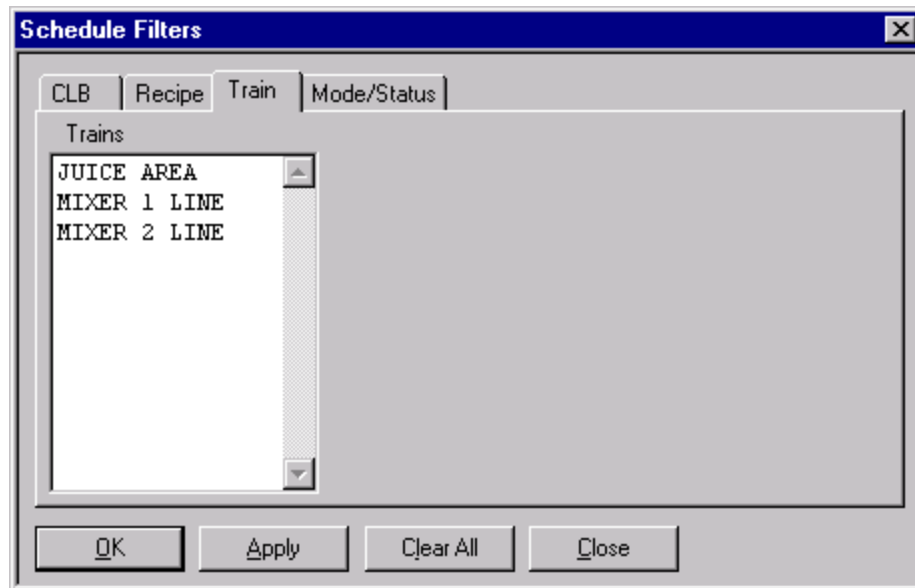 Schedule Filters
CLB Recipe Train Mode/Status
Trains
JUICE AREA
MIXER 1 LINE
MIXER 2 LINE
OK Apply Clear All Close